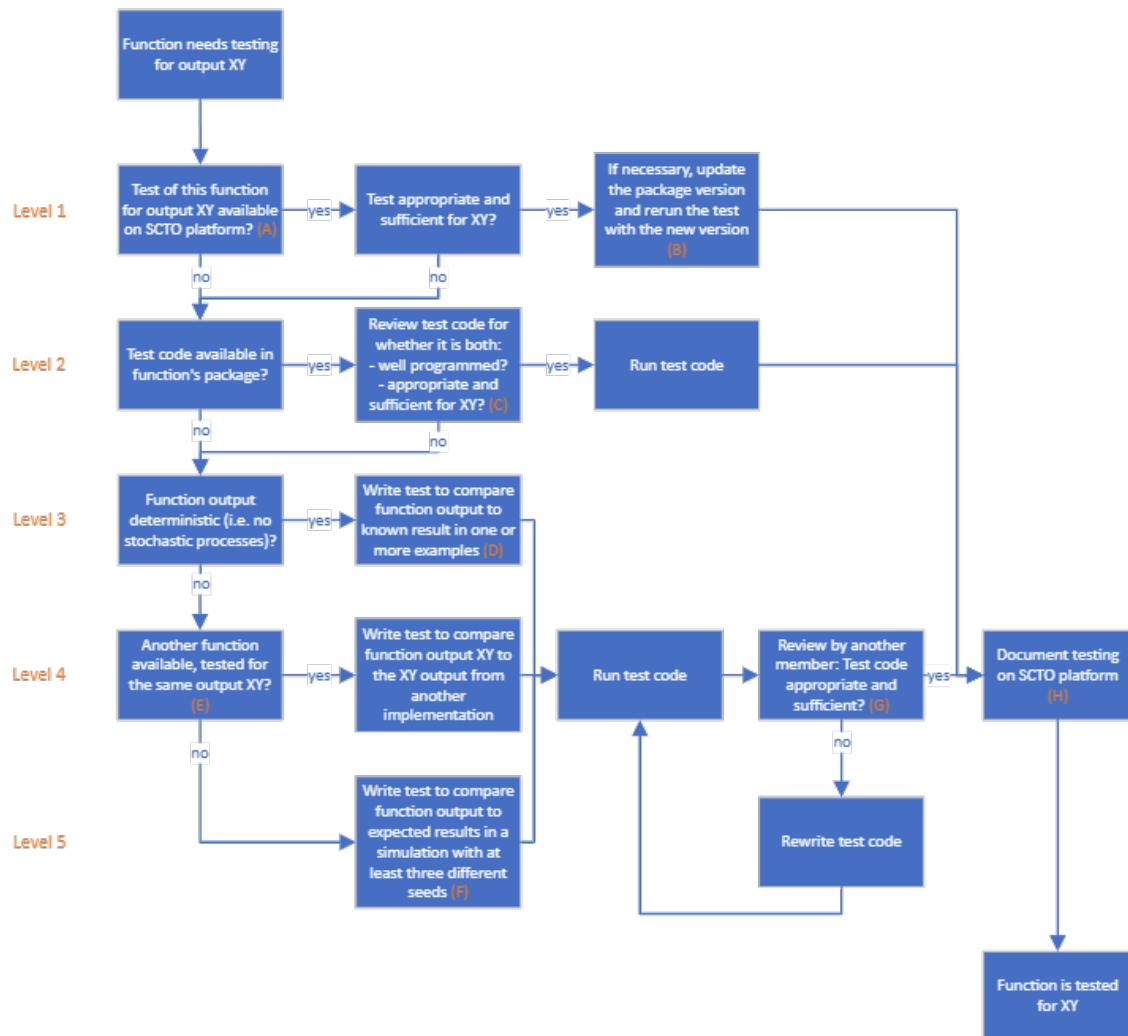 Function needs testing
for output XY
Level 1
Test of this function
for output XY available
on SCTO platform? (A)
yes
Test appropriate and
sufficient for XY?
yes
If necessary, update
the package version
and rerun the test
with the new version
(B)
no
no
Level 2
Test code available in
function's package?
yes
Review test code for
whether it is both:
- well programmed?
- appropriate and
sufficient for XY? (C)
yes
Run test code
no
no
Level 3
Function output
deterministic (i.e. no
stochastic processes)?
yes
Write test to compare
function output to
known result in one or
more examples (D)
no
Level 4
Another function
available, tested for
the same output XY?
(E)
yes
Write test to compare
function output XY to
the XY output from
another
implementation
Run test code
Review by another
member: Test code
appropriate and
sufficient? (G)
yes
Document testing
on SCTO platform
(H)
no
no
Level 5
Write test to compare
function output to
expected results in a
simulation with at
least three different
seeds (F)
Rewrite test code
Function is tested
for XY